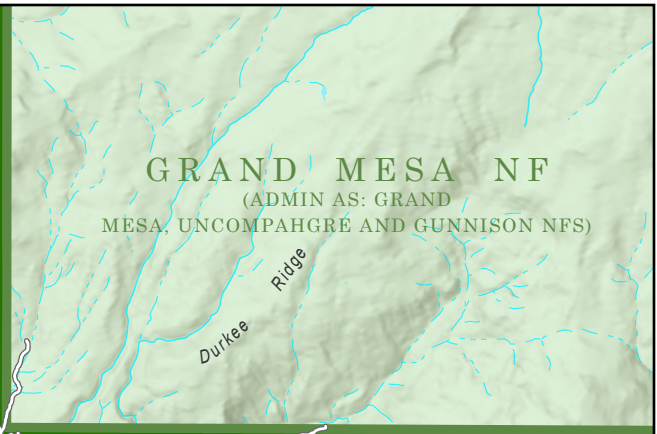 GRAND MESA NF
(ADMIN AS: GRAND
MESA, UNCOMPAHGRE AND GUNNISON NFS)
Durkee Ridge